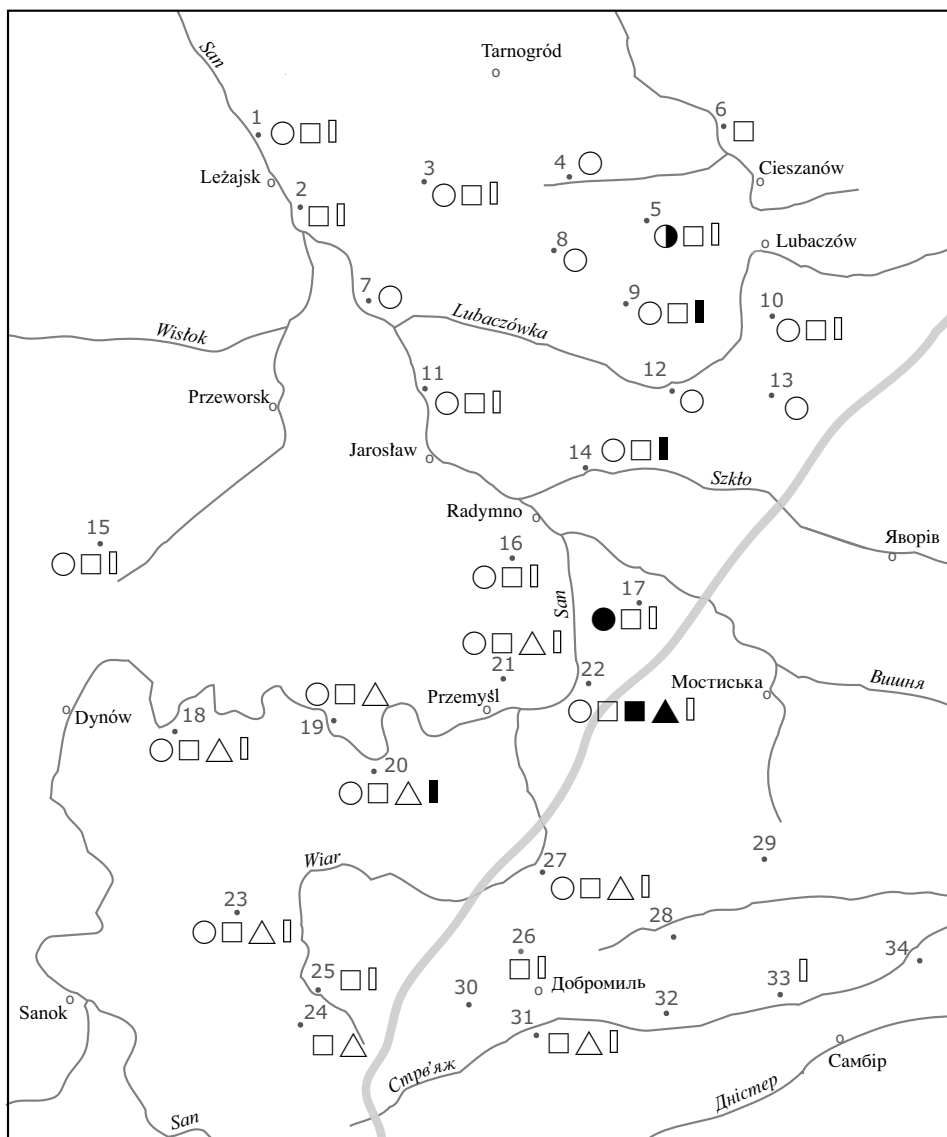 San
Tarnogród
1
6
Leżajsk
2
3
4
Cieszanów
5
8
Lubaczów
7
9
10
Wisłok
Lubaczówka
Przeworsk
11
12
13
Jarosław
14
Szkło
Radymno
15
16
Яворів
San
17
21
22
Мостиська
Вишня
Dynów
18
19
Przemyśl
20
Wiar
27
29
23
28
26
25
30
Добромиль
33
34
Sanok
24
31
32
Самбір
Стрв'яж
Дністер
San